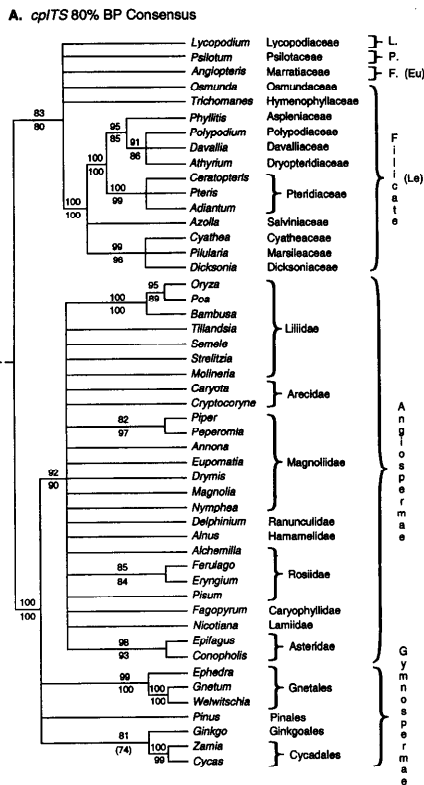 A. cpITS 80% BP Consensus
Lycopodium Lycopodiaceae L.
Psilotum Psilotaceae P.
Angiopteris Marratiaceae F. (Eu)
Osmunda Osmundaceae
83
80
Trichomanes Hymenophyllaceae
Phyllitis Aspleniaceae
95
85
Polypodium Polypodiaceae
91
86
Davallia Davalliaceae
Athyrium Dryopteridiaceae
100
100
Ceratopteris
100
99
Pteris Pteridiaceae
Adiantum
100
100
Azolla Salviniaceae
Cyathea Cyatheaceae
99
98
Pilularia Marsileaceae
Dicksonia Dicksoniaceae
Filicate (Le)
Oryza
95
89
Poa
100
100
Bambusa
Tillandsia Liliidae
Semele
Strelitzia
Molineria
Caryota Arecidae
Cryptocoryne
Piper
82
97
Peperomia
Annona
Eupomatia Magnoliidae
92
90
Drymis
Magnolia
Nymphea
Delphinium Ranunculidae
Alnus Hamamelidae
Alchemilla
Ferulago Rosiidae
85
84
Eryngium
Pisum
100
100
Fagopyrum Caryophyllidae
Nicotiana Lamiidae
Epifagus Asteridae
98
93
Conopholis
Angiospermae
Ephedra
99
100
Gnetum Gnetales
100
100
Welwitschia
Pinus Pinales
Ginkgo Ginkgoales
81
(74)
Zamia Cycadales
100
99
Cycas
Gymnospermae